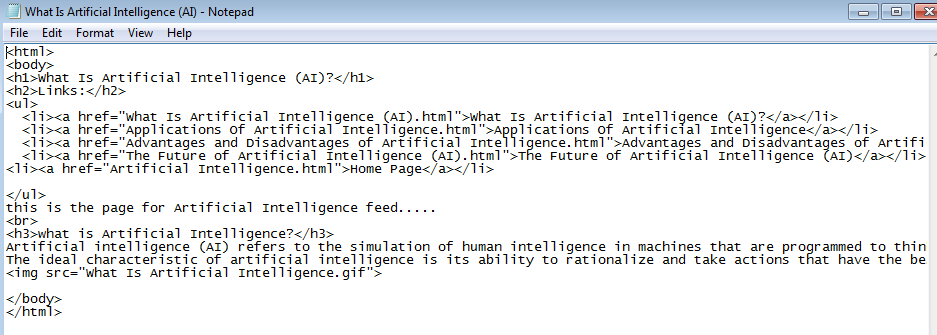 What Is Artificial Intelligence (AI) - Notepad
File Edit Format View Help
<html>
<body>
<h1>What Is Artificial Intelligence (AI)?</h1>
<h2>Links:</h2>
<ul>
  <li><a href="What Is Artificial Intelligence (AI).html">What Is Artificial Intelligence (AI)?</a></li>
  <li><a href="Applications Of Artificial Intelligence.html">Applications Of Artificial Intelligence</a></li>
  <li><a href="Advantages and Disadvantages of Artificial Intelligence.html">Advantages and Disadvantages of Artifi
  <li><a href="The Future of Artificial Intelligence (AI).html">The Future of Artificial Intelligence (AI)</a></li>
<li><a href="Artificial Intelligence.html">Home Page</a></li>
</ul>
this is the page for Artificial Intelligence feed.....
<br>
<h3>what is Artificial Intelligence?</h3>
Artificial intelligence (AI) refers to the simulation of human intelligence in machines that are programmed to thin
The ideal characteristic of artificial intelligence is its ability to rationalize and take actions that have the be
<img src="What Is Artificial Intelligence.gif">
</body>
</html>